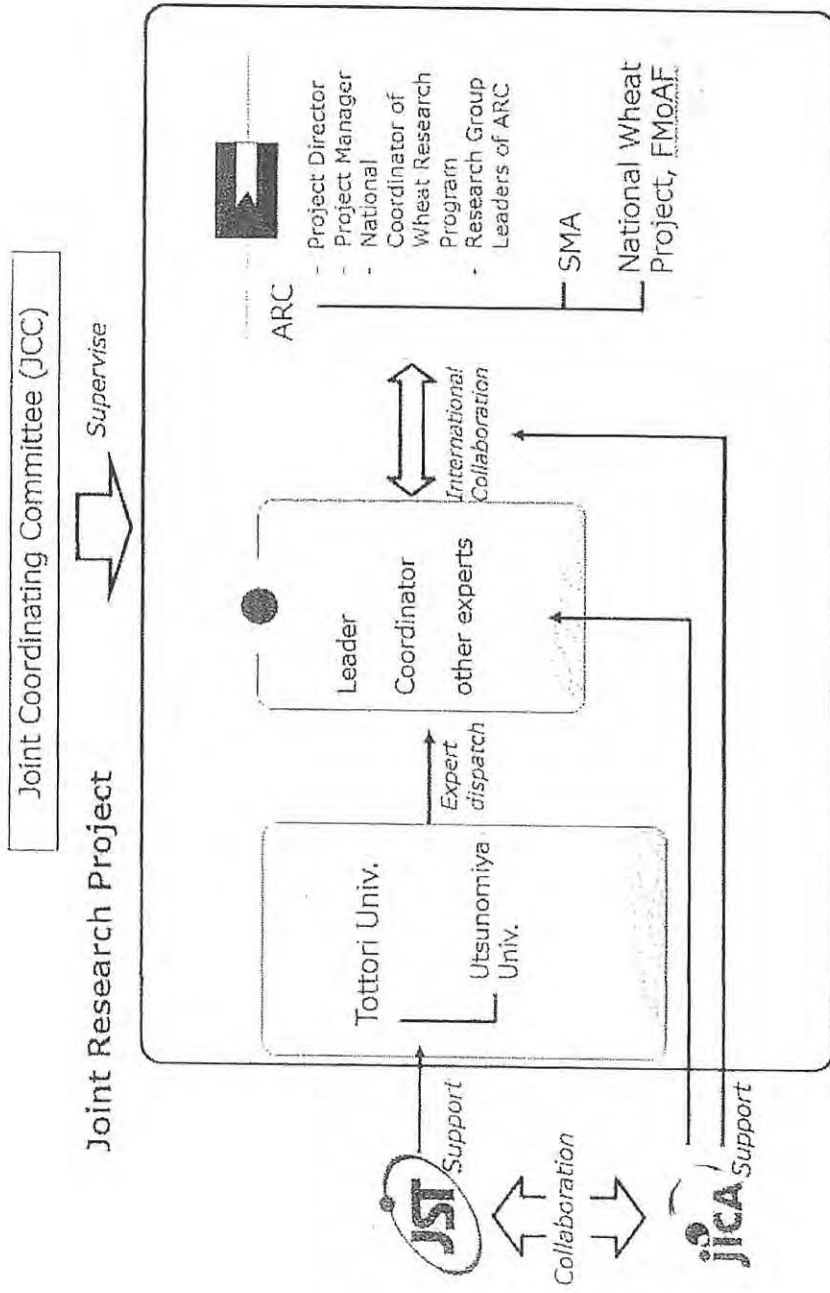 Joint Coordinating Committee (JCC)
Supervise
Joint Research Project
JST
Support
Collaboration
jICA
Support
Tottori Univ.
Utsunomiya
Univ.
Expert
dispatch
Leader
Coordinator
other experts
International
Collaboration
ARC
- Project Director
- Project Manager
- National
Coordinator of
Wheat Research
Program
- Research Group
Leaders of ARC
SMA
National Wheat
Project, FMoAF